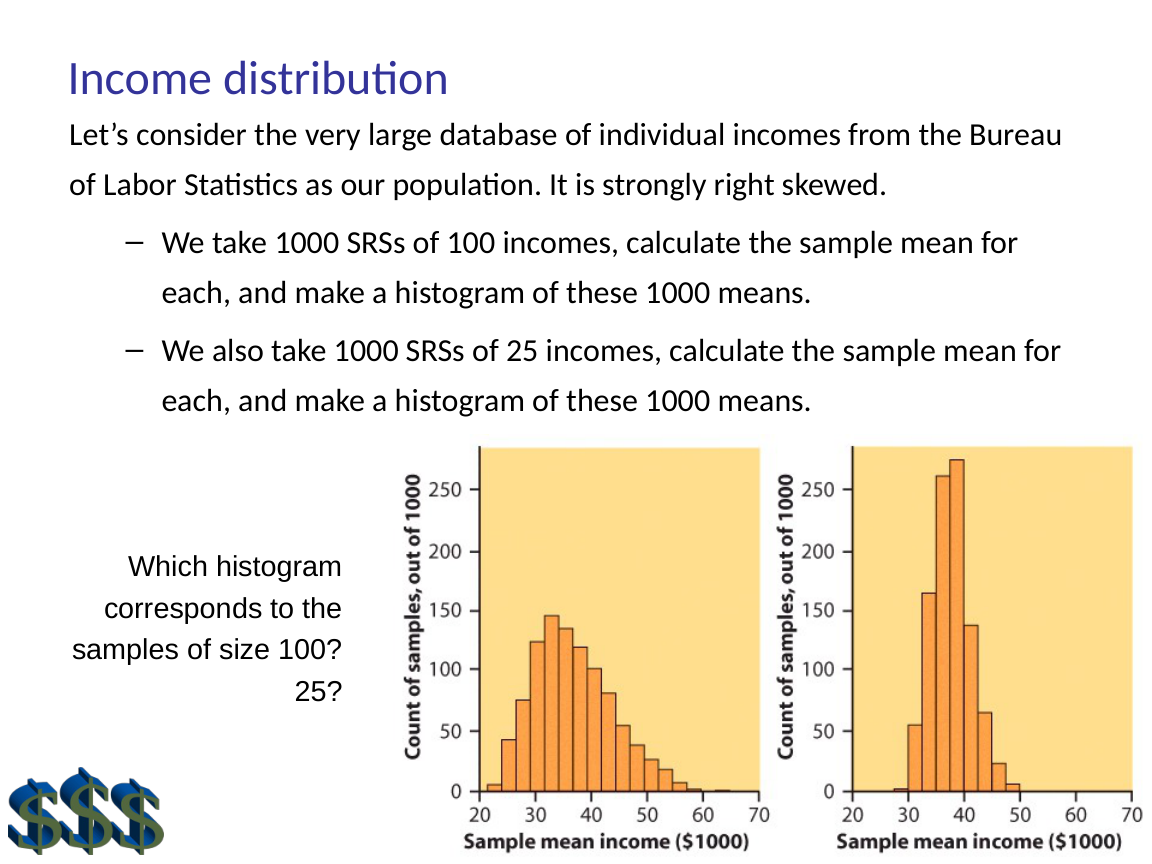 Income distribution
Let’s consider the very large database of individual incomes from the Bureau
of Labor Statistics as our population. It is strongly right skewed.
– We take 1000 SRSs of 100 incomes, calculate the sample mean for
each, and make a histogram of these 1000 means.
– We also take 1000 SRSs of 25 incomes, calculate the sample mean for
each, and make a histogram of these 1000 means.
Which histogram
corresponds to the
samples of size 100?
25?
Count of samples, out of 1000
250
200
150
100
50
0
20 30 40 50 60 70
Sample mean income ($1000)
Count of samples, out of 1000
250
200
150
100
50
0
20 30 40 50 60 70
Sample mean income ($1000)
$$$